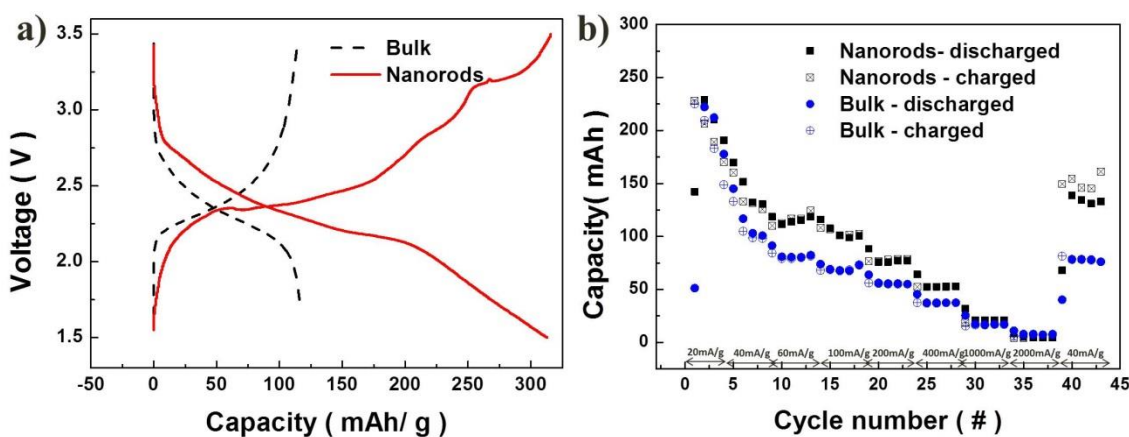 a)
Bulk
Nanorods
Voltage ( V )
3.5
3.0
2.5
2.0
1.5
-50 0 50 100 150 200 250 300
Capacity ( mAh/ g )
b)
Nanorods- discharged
Nanorods - charged
Bulk - discharged
Bulk - charged
Capacity( mAh)
300
250
200
150
100
50
0
20mA/g 40mA/g 60mA/g 100mA/g 200mA/g 400mA/g 1000mA/g 2000mA/g 40mA/g
0 5 10 15 20 25 30 35 40 45
Cycle number ( # )